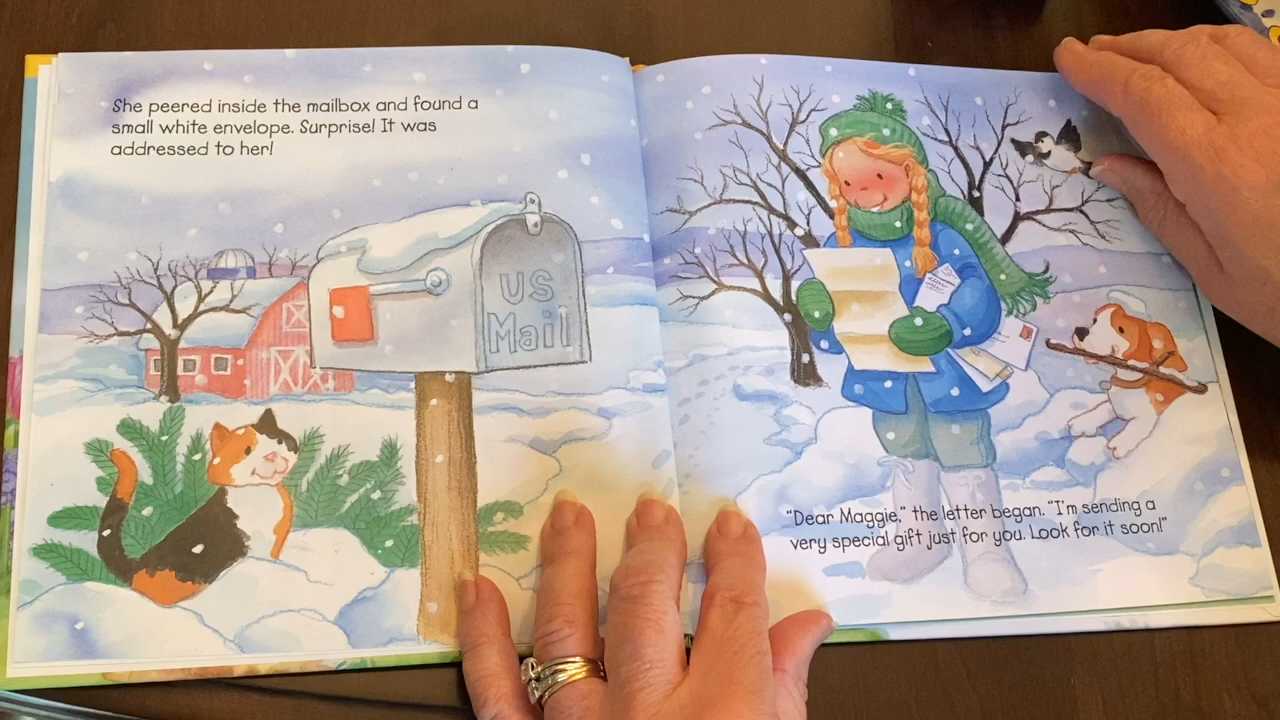 She peered inside the mailbox and found a
small white envelope. Surprise! It was
addressed to her!
US
Mail
"Dear Maggie," the letter began. "I'm sending a
very special gift just for you. Look for it soon!"